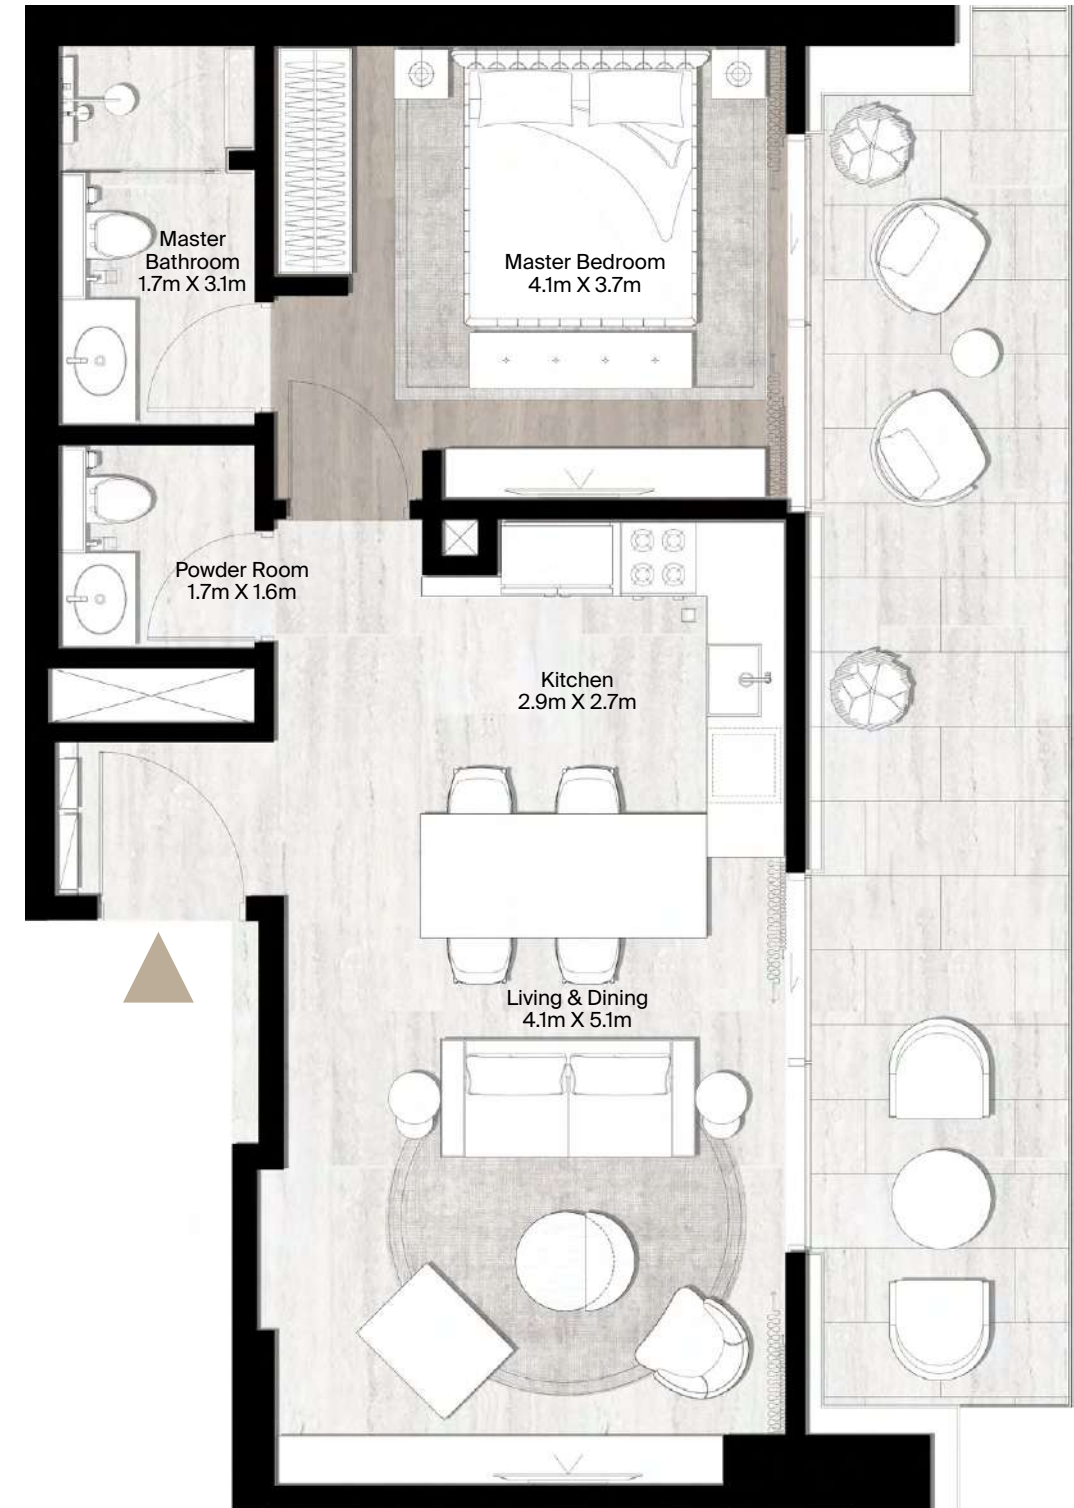 Master
Bathroom
1.7m X 3.1m
Master Bedroom
4.1m X 3.7m
Powder Room
1.7m X 1.6m
Kitchen
2.9m X 2.7m
Living & Dining
4.1m X 5.1m